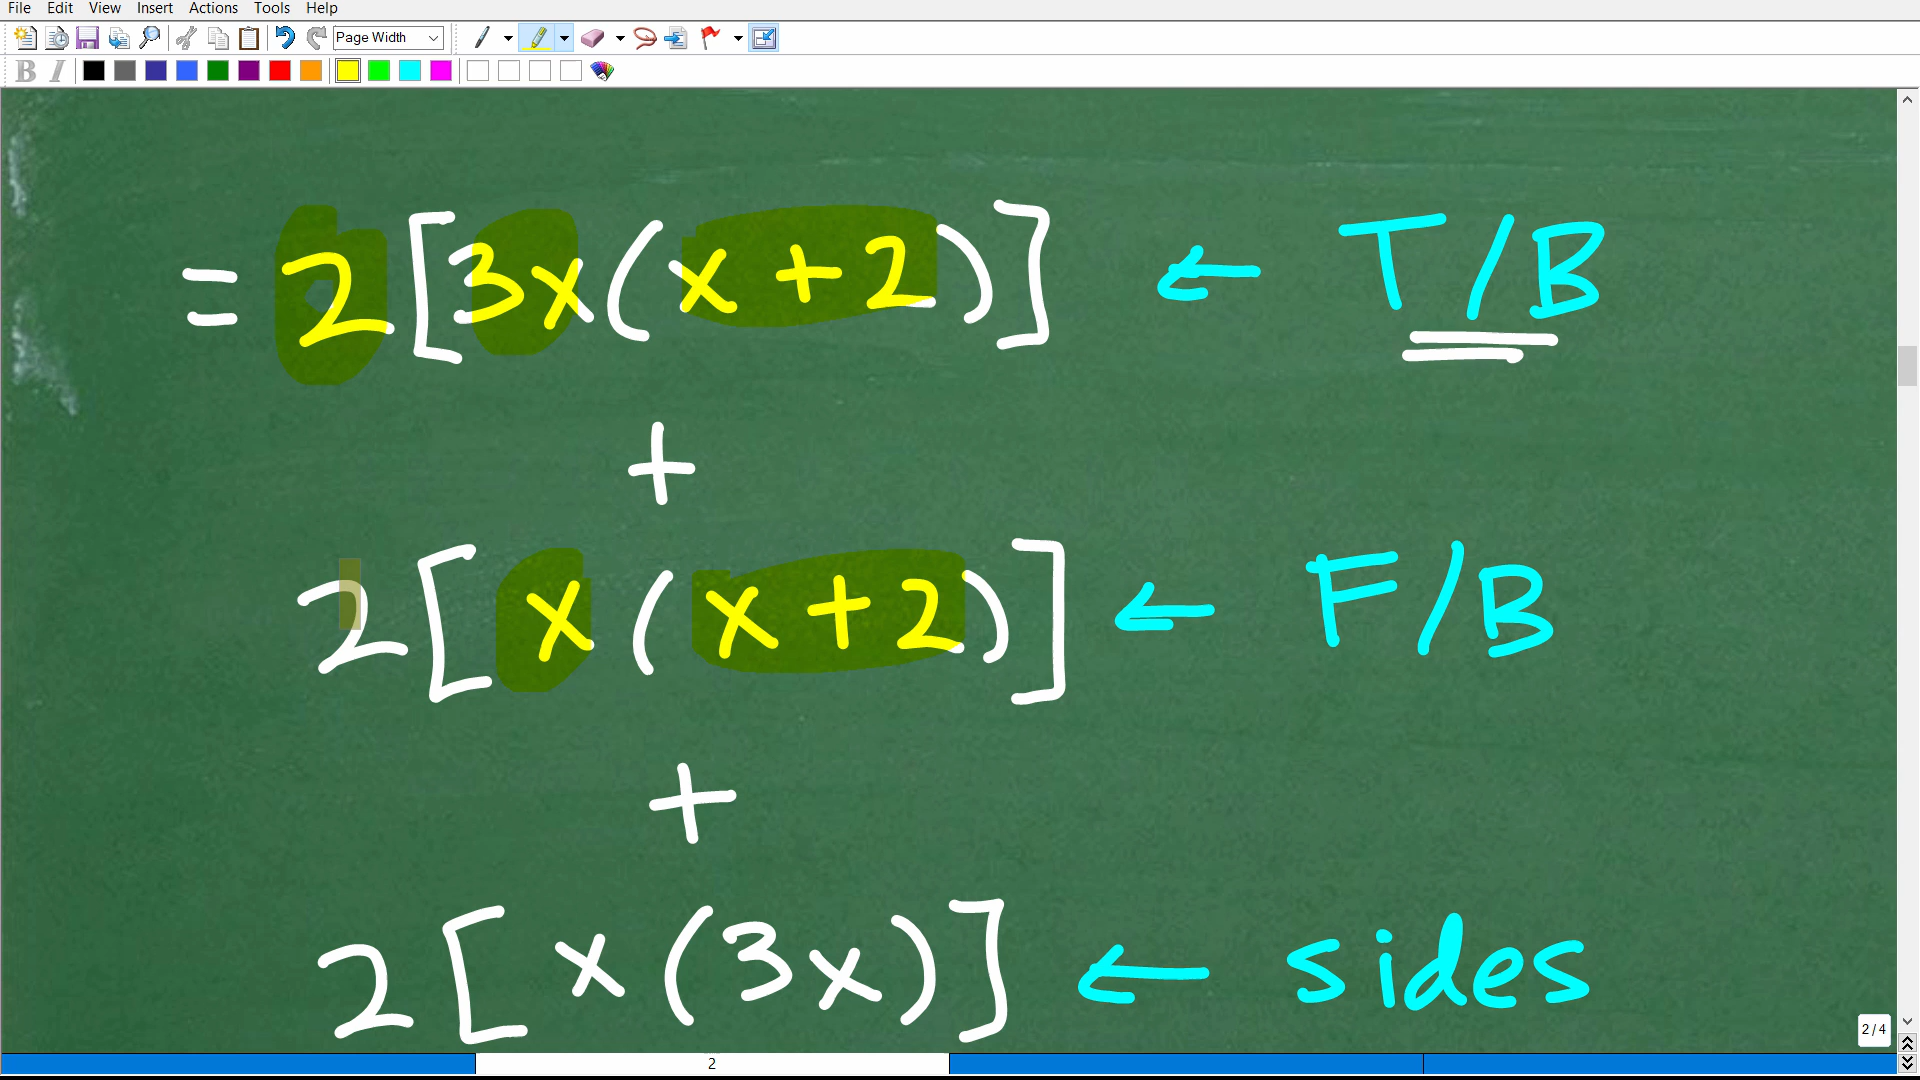 File Edit View Insert Actions Tools Help
Page Width
B I
= 2[3x(x+2)] ← T/B
+
2[x(x+2)] ← F/B
+
2[x(3x)] ← sides
2/4
2